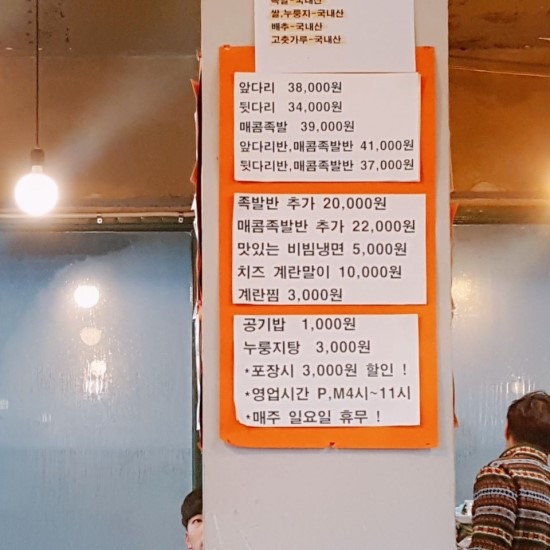 족발-국내산
쌀,누룽지-국내산
배추-국내산
고춧가루-국내산
앞다리 38,000원
뒷다리 34,000원
매콤족발 39,000원
앞다리반,매콤족발반 41,000원
뒷다리반,매콤족발반 37,000원
족발반 추가 20,000원
매콤족발반 추가 22,000원
맛있는 비빔냉면 5,000원
치즈 계란말이 10,000원
계란찜 3,000원
공기밥 1,000원
누룽지탕 3,000원
*포장시 3,000원 할인 !
*영업시간 P,M4시~11시
*매주 일요일 휴무 !